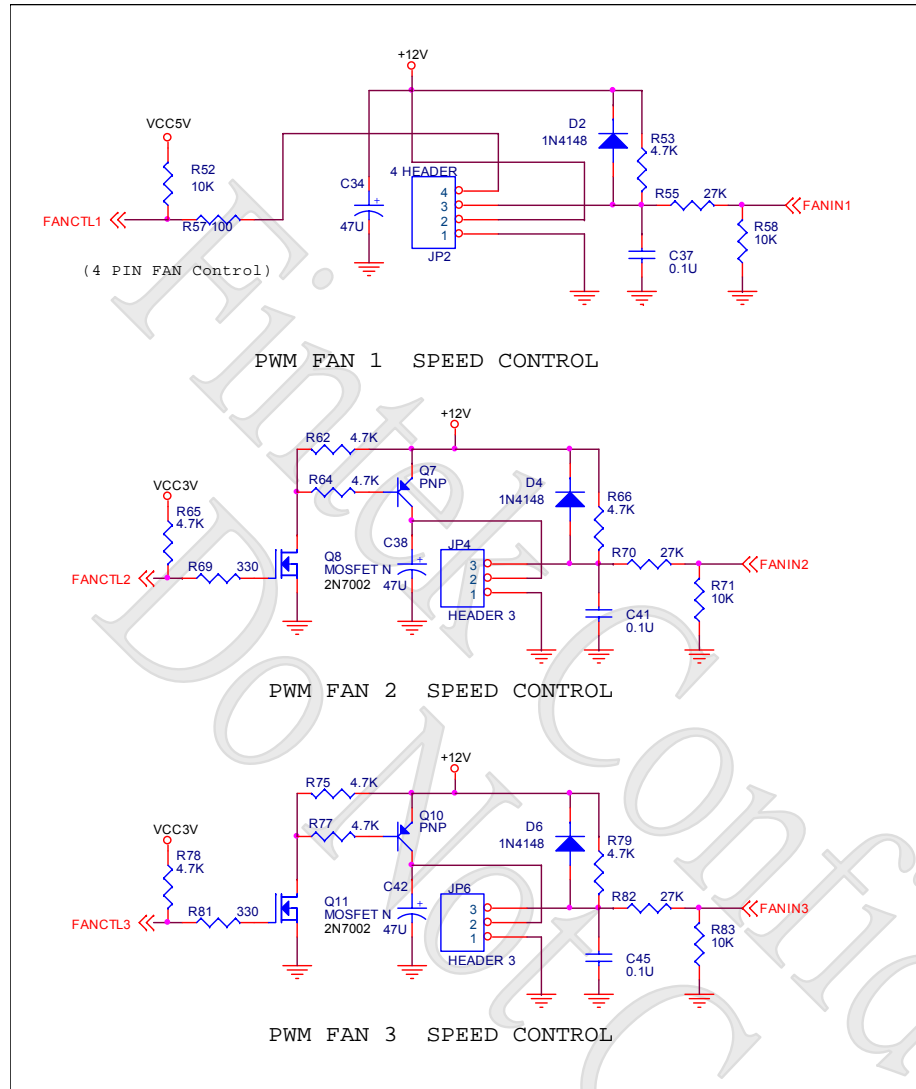 +12V
VCC5V
R52
10K
FANCTL1
R57 100
(4 PIN FAN Control)
C34
47U
+
4 HEADER
4
3
2
1
JP2
D2
1N4148
R53
4.7K
R55 27K
FANIN1
R58
10K
C37
0.1U
PWM FAN 1 SPEED CONTROL
+12V
R62 4.7K
R64 4.7K
Q7
PNP
VCC3V
R65
4.7K
FANCTL2
R69 330
Q8
MOSFET N
2N7002
C38
47U
+
JP4
3
2
1
HEADER 3
D4
1N4148
R66
4.7K
R70 27K
FANIN2
R71
10K
C41
0.1U
PWM FAN 2 SPEED CONTROL
+12V
R75 4.7K
R77 4.7K
Q10
PNP
VCC3V
R78
4.7K
FANCTL3
R81 330
Q11
MOSFET N
2N7002
C42
47U
+
JP6
3
2
1
HEADER 3
D6
1N4148
R79
4.7K
R82 27K
FANIN3
R83
10K
C45
0.1U
PWM FAN 3 SPEED CONTROL
Fintek Confid
Do Not C